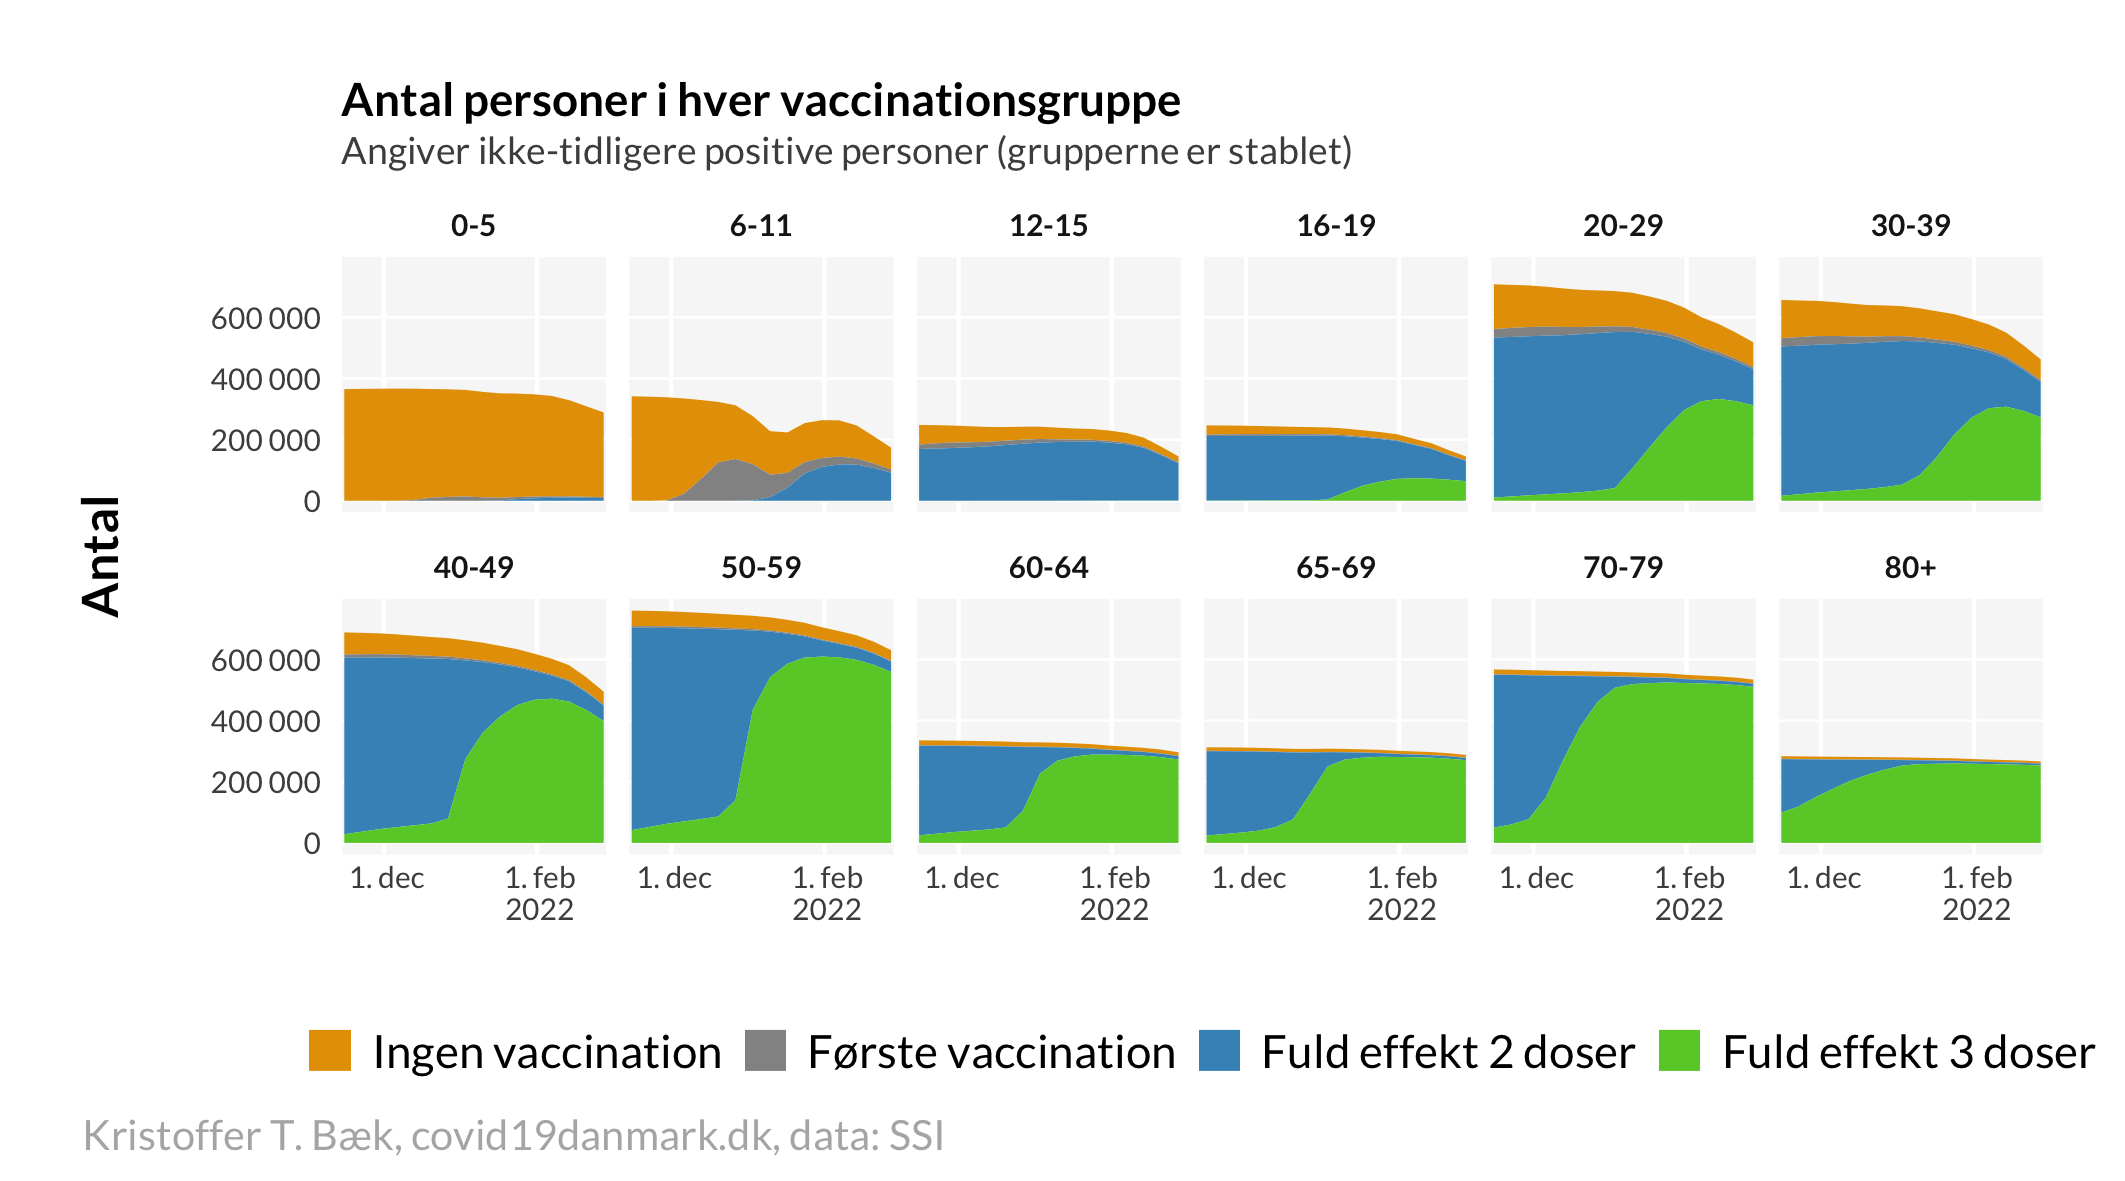 Antal personer i hver vaccinationsgruppe
Angiver ikke-tidligere positive personer (grupperne er stablet)
0-5 6-11 12-15 16-19 20-29 30-39
600 000
400 000
200 000
0
Antal
40-49 50-59 60-64 65-69 70-79 80+
600 000
400 000
200 000
0
1. dec 1. feb 1. dec 1. feb 1. dec 1. feb 1. dec 1. feb 1. dec 1. feb 1. dec 1. feb
2022 2022 2022 2022 2022 2022
Ingen vaccination Første vaccination Fuld effekt 2 doser Fuld effekt 3 doser
Kristoffer T. Bæk, covid19danmark.dk, data: SSI